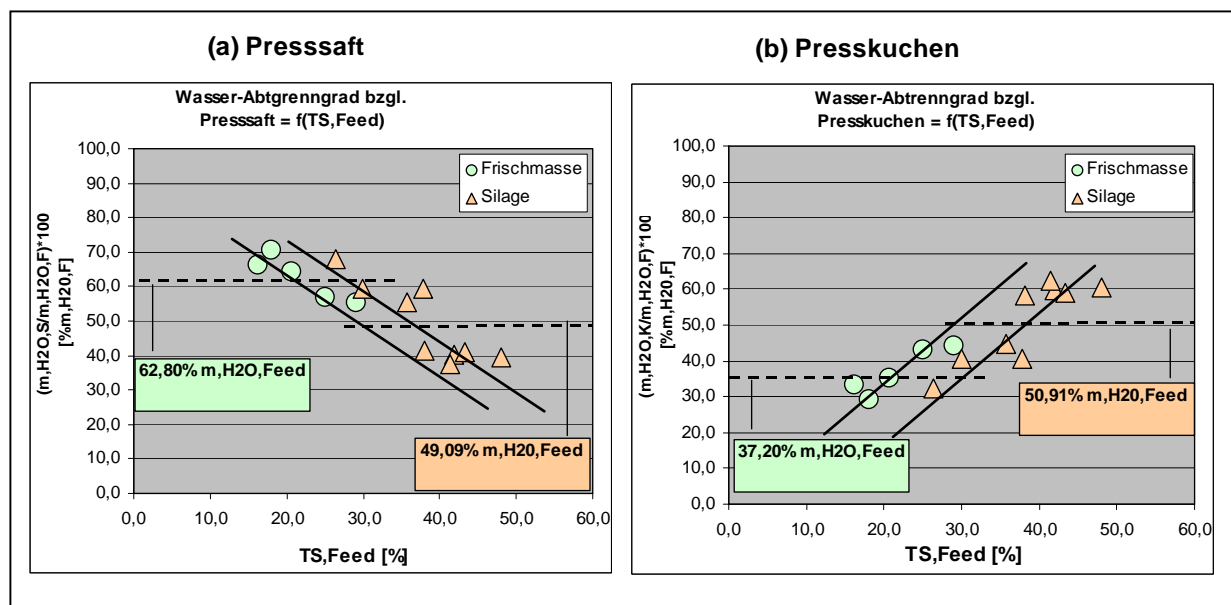 (a) Presssaft
Wasser-Abtgrenngrad bzgl.
Presssaft = f(TS,Feed)
(m,H2O,S/m,H2O,F)*100
[%m,H20,F]
100,0
90,0
80,0
70,0
60,0
50,0
40,0
30,0
20,0
10,0
0,0
Frischmasse
Silage
62,80% m,H2O,Feed
49,09% m,H20,Feed
0,0 10,0 20,0 30,0 40,0 50,0 60,0
TS,Feed [%]
(b) Presskuchen
Wasser-Abtrenngrad bzgl.
Presskuchen = f(TS,Feed)
(m,H2O,K/m,H2O,F)*100
[%m,H20,F]
100,0
90,0
80,0
70,0
60,0
50,0
40,0
30,0
20,0
10,0
0,0
Frischmasse
Silage
50,91% m,H20,Feed
37,20% m,H2O,Feed
0,0 10,0 20,0 30,0 40,0 50,0 60,0
TS,Feed [%]